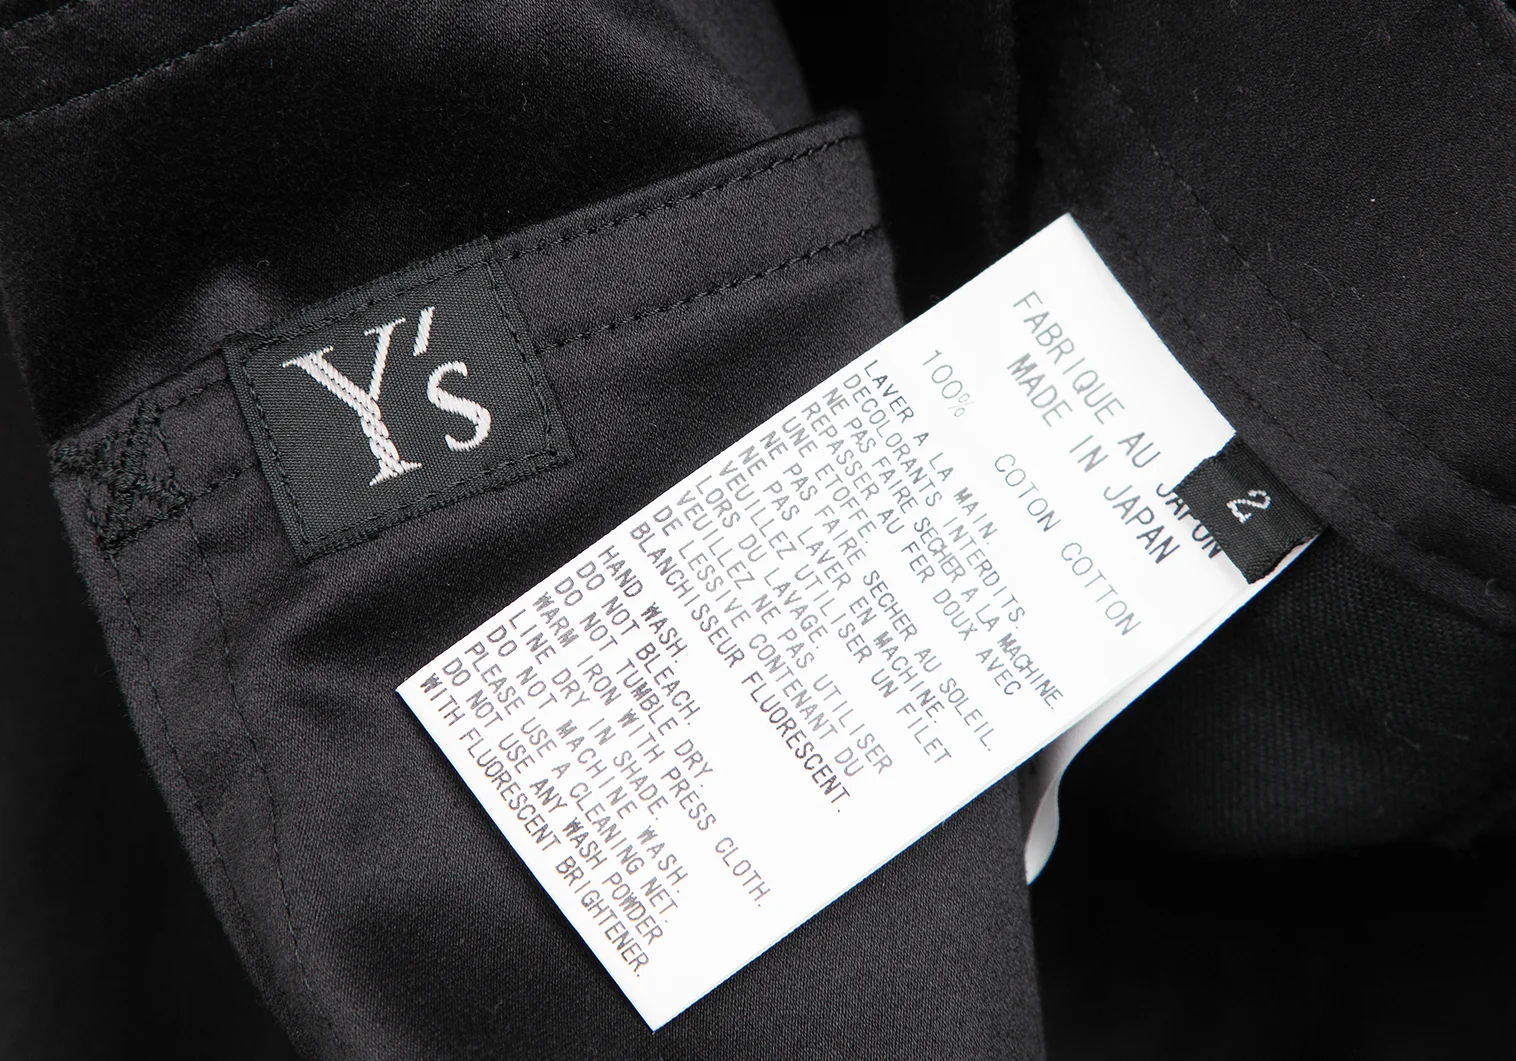 Y's
FABRIQUE AU JAPON
MADE IN JAPAN
2
100% COTON COTTON
LAVER A LA MAIN
DECOLORANTS INTERDITS.
NE PAS FAIRE SECHER A LA MACHINE.
REPASSER AU FER DOUX AVEC
UNE ETOFFE.
NE PAS FAIRE SECHER AU SOLEIL.
NE PAS LAVER EN MACHINE.
VEUILLEZ UTILISER UN FILET
LORS DU LAVAGE.
VEUILLEZ NE PAS UTILISER
DE LESSIVE CONTENANT DU
BLANCHISSEUR FLUORESCENT.
HAND WASH.
DO NOT BLEACH.
DO NOT TUMBLE DRY.
WARM IRON WITH PRESS CLOTH.
LINE DRY IN SHADE.
DO NOT MACHINE WASH.
PLEASE USE A CLEANING NET.
DO NOT USE ANY WASH POWDER
WITH FLUORESCENT BRIGHTENER.